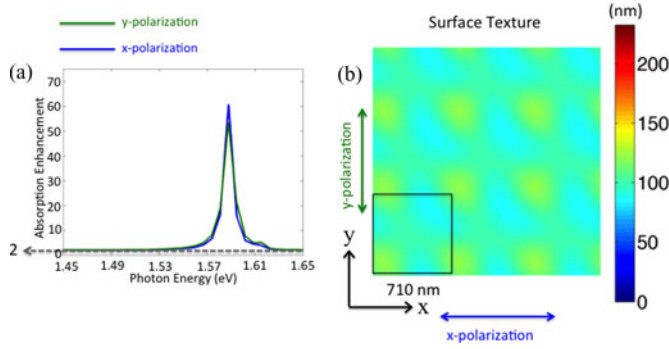 y-polarization
x-polarization
(a)
Absorption Enhancement
70
60
50
40
30
20
10
0
2
1.45 1.49 1.53 1.57 1.61 1.65
Photon Energy (eV)
Surface Texture
(b)
y-polarization
y
x
710 nm
x-polarization
(nm)
200
150
100
50
0